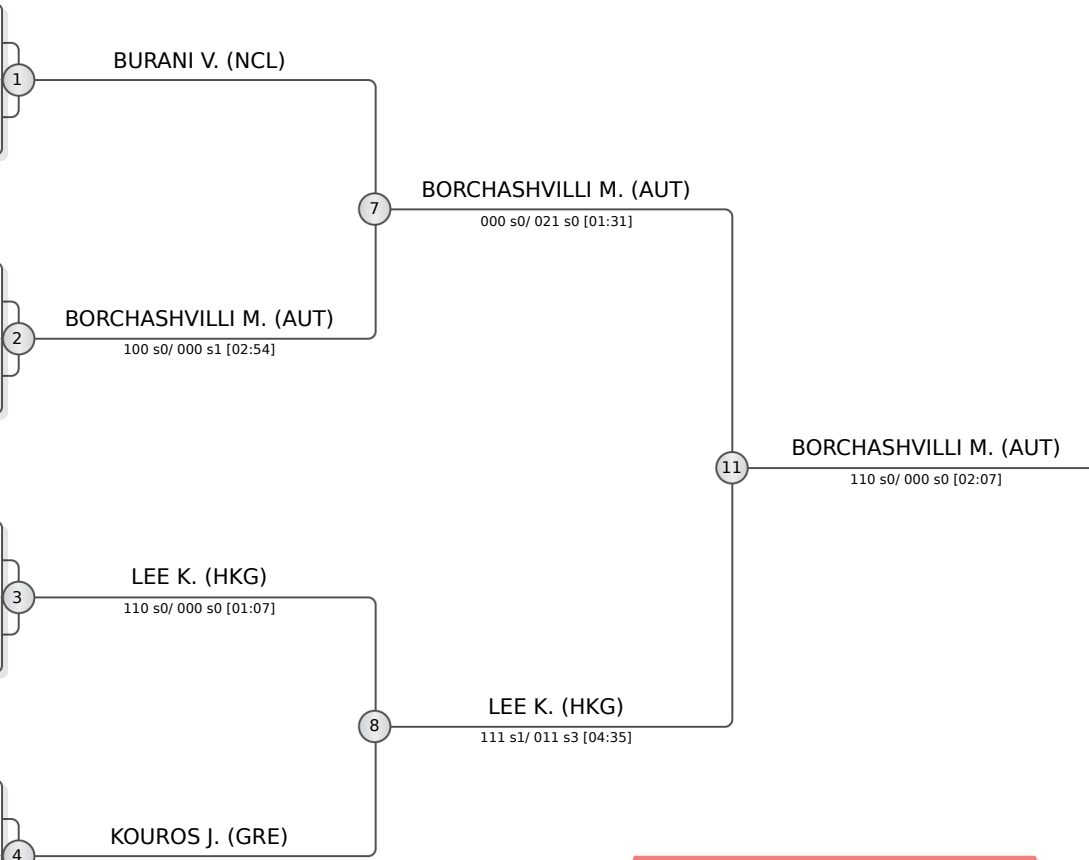 BURANI V. (NCL)
1
BORCHASHVILLI M. (AUT)
7
000 s0/ 021 s0 [01:31]
BORCHASHVILLI M. (AUT)
2
100 s0/ 000 s1 [02:54]
BORCHASHVILLI M. (AUT)
11
110 s0/ 000 s0 [02:07]
LEE K. (HKG)
3
110 s0/ 000 s0 [01:07]
LEE K. (HKG)
8
111 s1/ 011 s3 [04:35]
KOUROS J. (GRE)
4